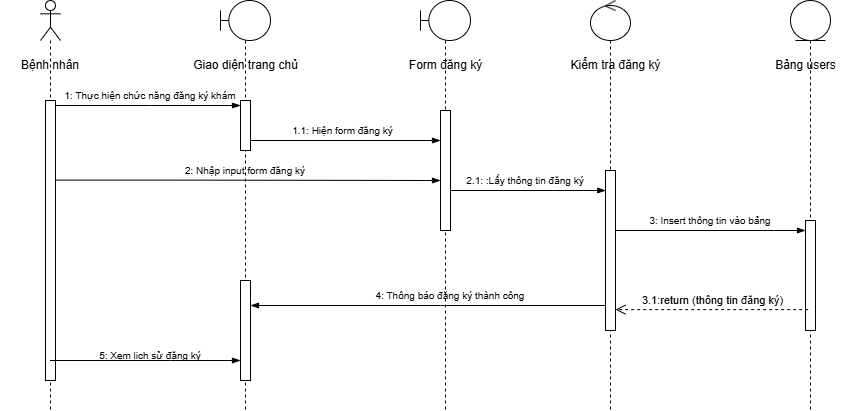 Bệnh nhân
Giao diện trang chủ
Form đăng ký
Kiểm tra đăng ký
Bảng users
1: Thực hiện chức năng đăng ký khám
1.1: Hiện form đăng ký
2: Nhập input form đăng ký
2.1: :Lấy thông tin đăng ký
3: Insert thông tin vào bảng
4: Thông báo đặng ký thành công
3.1:return (thông tin đăng ký)
5: Xem lich sử đăng ký